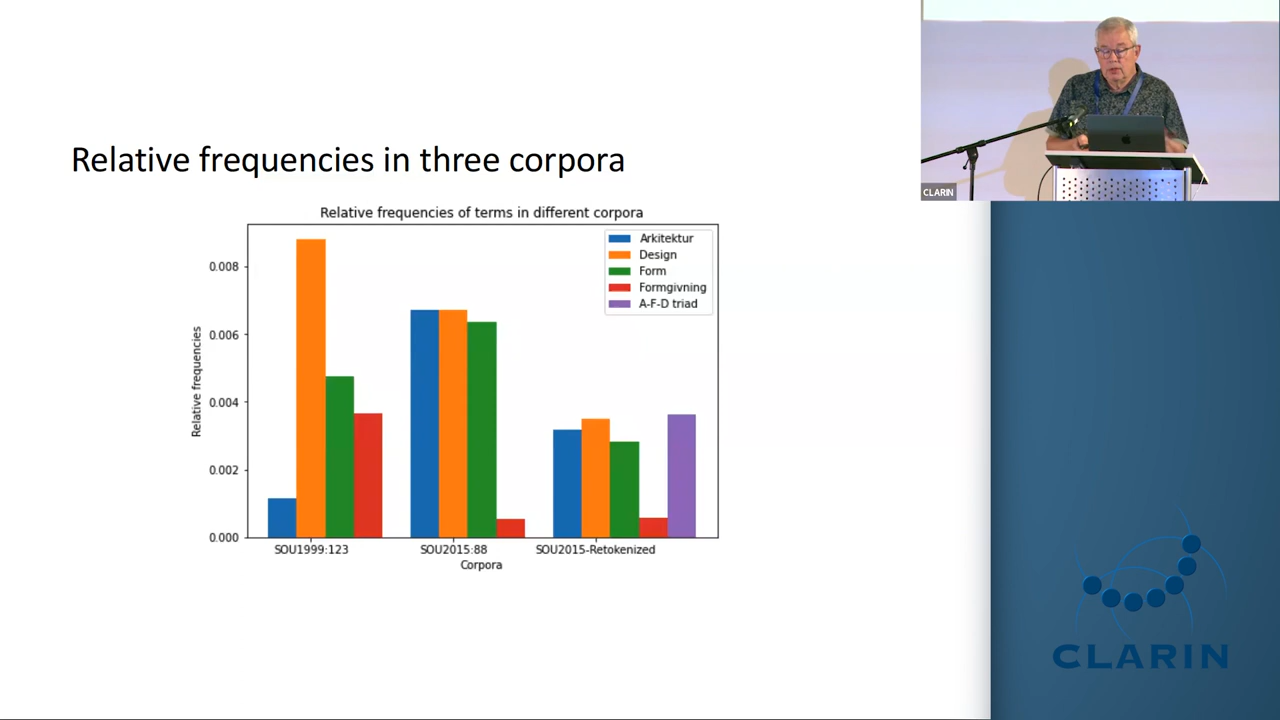 CLARIN
Relative frequencies in three corpora
Relative frequencies of terms in different corpora
Arkitektur
Design
Form
Formgivning
A-F-D triad
Relative frequencies
0.008
0.006
0.004
0.002
0.000
SOU1999:123
SOU2015:88
SOU2015-Retokenized
Corpora
CLARIN